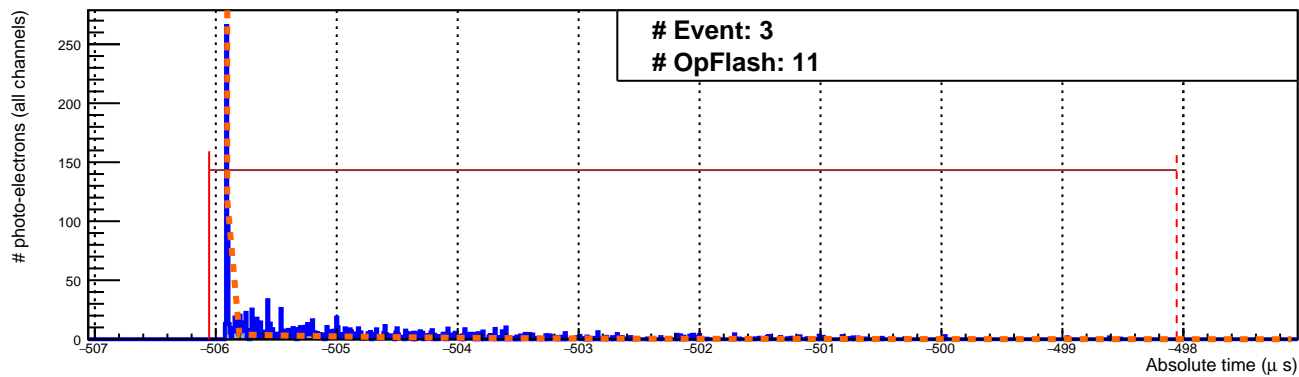 # Event: 3
# OpFlash: 11
# photo-electrons (all channels)
250
200
150
100
50
0
−507 −506 −505 −504 −503 −502 −501 −500 −499 −498
Absolute time (μ s)